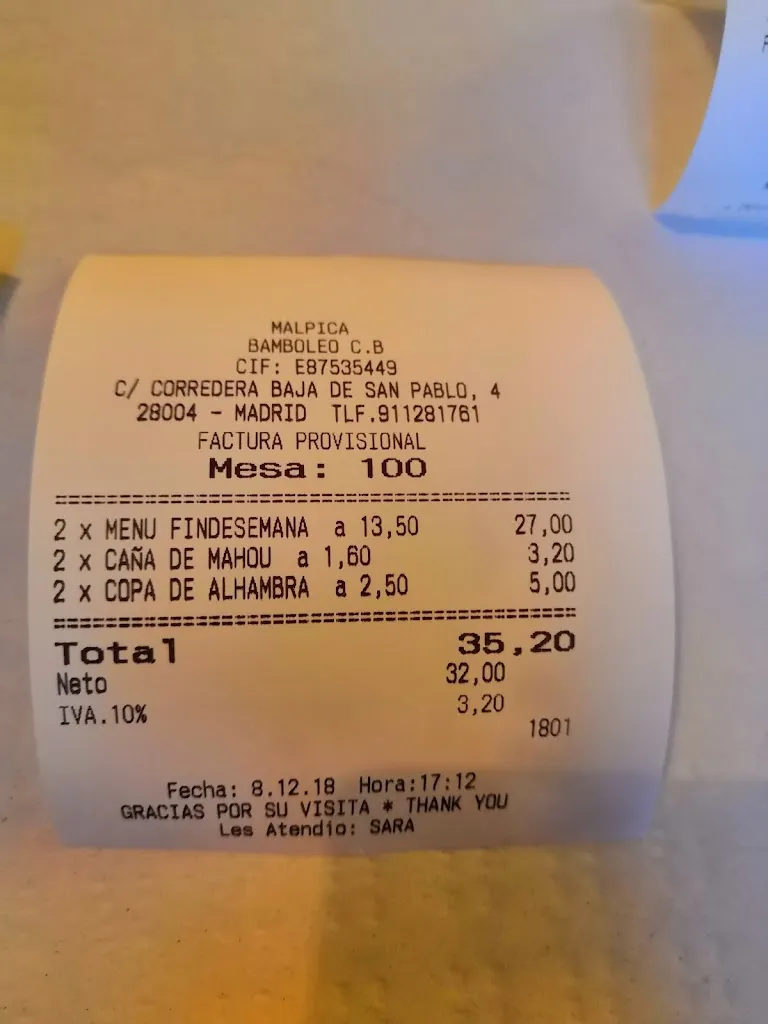 MALPICA
BAMBOLEO C.B
CIF: E87535449
C/ CORREDERA BAJA DE SAN PABLO, 4
28004 - MADRID TLF.911281761
FACTURA PROVISIONAL
Mesa: 100
2 x MENU FINDESEMANA a 13,50 27,00
2 x CAÑA DE MAHOU a 1,60 3,20
2 x COPA DE ALHAMBRA a 2,50 5,00
Total 35,20
Neto 32,00
IVA.10% 3,20
1801
Fecha: 8.12.18 Hora:17:12
GRACIAS POR SU VISITA * THANK YOU
Les Atendio: SARA